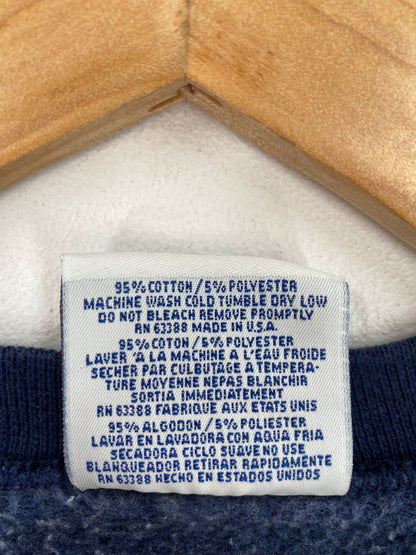 95% COTTON/5% POLYESTER
MACHINE WASH COLD TUMBLE DRY LOW
DO NOT BLEACH REMOVE PROMPTLY
RN 63388 MADE IN U.S.A.
95% COTTON/5% POLYESTER
LAVER 'A LA MACHINE A L'EAU FROIDE
SECHER PAR CULBUTAGE A TEMPERA-
TURE MOYENNE NEPAS BLANCHIR
SORTIA IMMEDIATEMENT
RN 63388 FABRIQUE AUX ETATS UNIS
95% ALGODON/5% POLIESTER
LAVAR EN LAVADORA CON AQUA FRIA
SECADORA CICLO SUAVE NO USE
BLANQUEADOR RETIRAR RAPIDAMENTE
RN 63388 HECHO EN ESTADOS UNIDOS